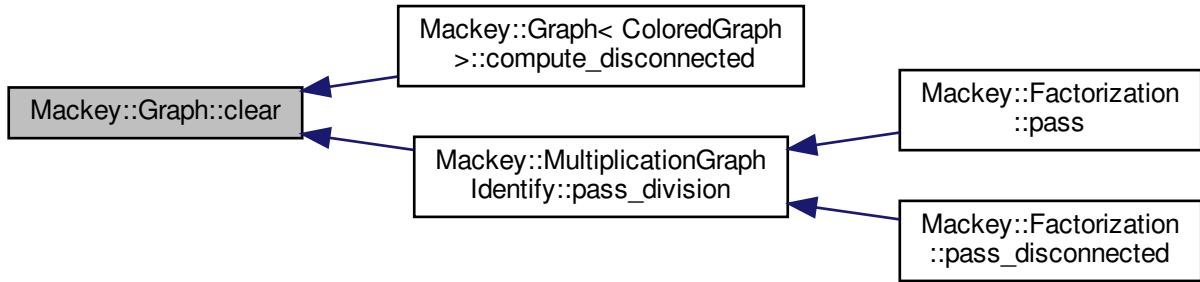 Mackey::Graph::clear
Mackey::Graph< ColoredGraph
>::compute_disconnected
Mackey::MultiplicationGraph
Identify::pass_division
Mackey::Factorization
::pass
Mackey::Factorization
::pass_disconnected